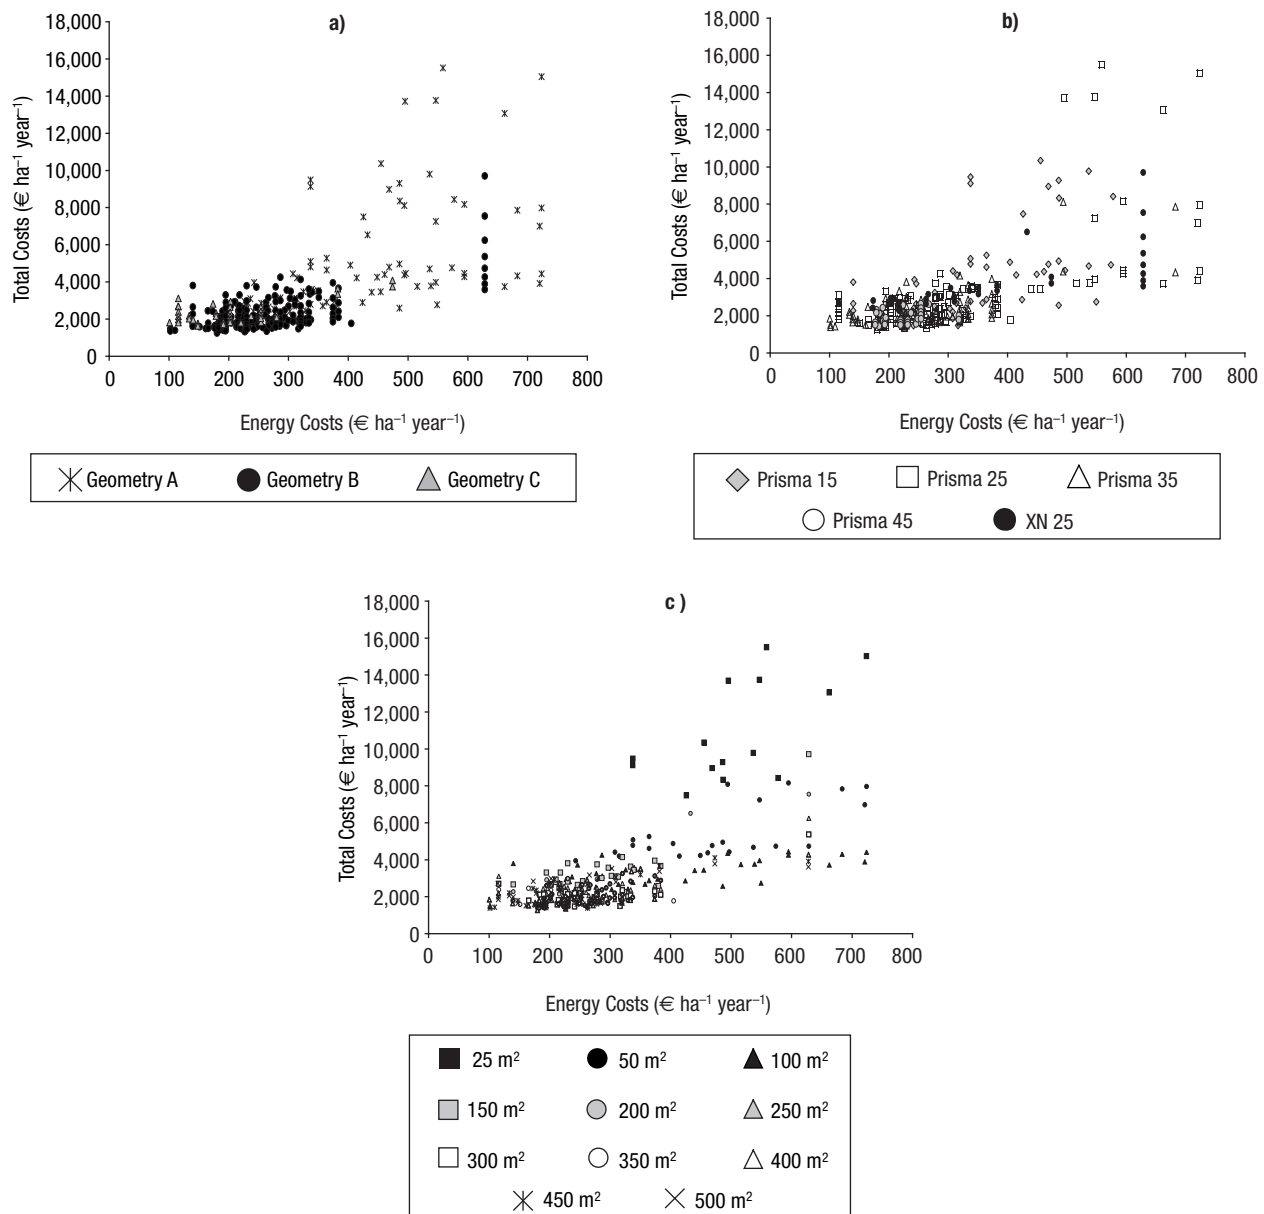 a)
18,000
16,000
14,000
12,000
10,000
8,000
6,000
4,000
2,000
0
Total Costs (€ ha⁻¹ year⁻¹)
0 100 200 300 400 500 600 700 800
Energy Costs (€ ha⁻¹ year⁻¹)
Geometry A Geometry B Geometry C
b)
18,000
16,000
14,000
12,000
10,000
8,000
6,000
4,000
2,000
0
Total Costs (€ ha⁻¹ year⁻¹)
0 100 200 300 400 500 600 700 800
Energy Costs (€ ha⁻¹ year⁻¹)
Prisma 15 Prisma 25 Prisma 35
Prisma 45 XN 25
c )
18,000
16,000
14,000
12,000
10,000
8,000
6,000
4,000
2,000
0
Total Costs (€ ha⁻¹ year⁻¹)
0 100 200 300 400 500 600 700 800
Energy Costs (€ ha⁻¹ year⁻¹)
25 m² 50 m² 100 m²
150 m² 200 m² 250 m²
300 m² 350 m² 400 m²
450 m² 500 m²